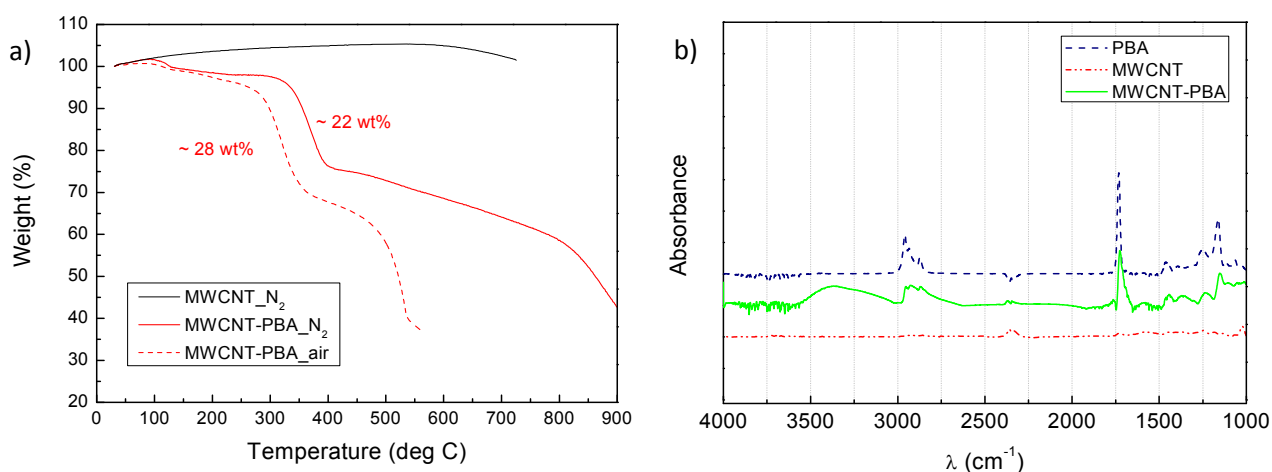 a)
Weight (%)
110
100
90
80
70
60
50
40
30
20
~ 22 wt%
~ 28 wt%
MWCNT_N₂
MWCNT-PBA_N₂
MWCNT-PBA_air
0 100 200 300 400 500 600 700 800 900
Temperature (deg C)
b)
Absorbance
PBA
MWCNT
MWCNT-PBA
4000 3500 3000 2500 2000 1500 1000
λ (cm⁻¹)